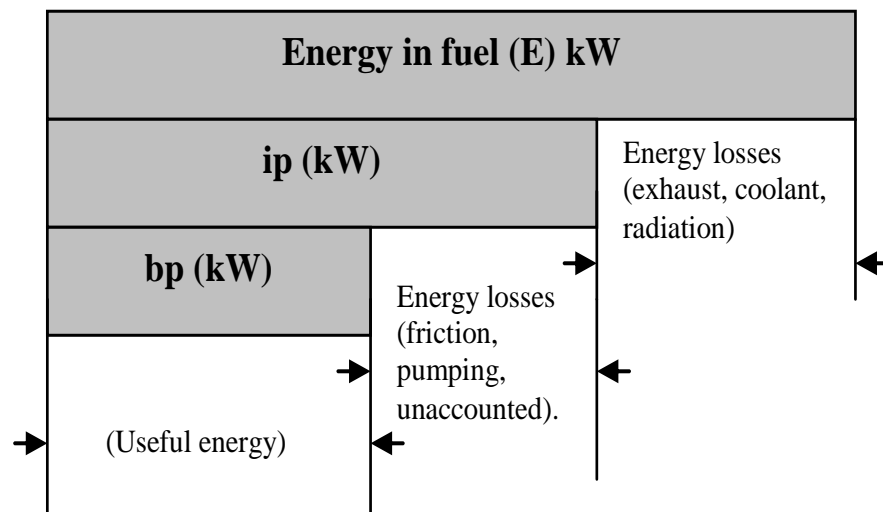 Energy in fuel (E) kW
ip (kW)
Energy losses
(exhaust, coolant,
radiation)
bp (kW)
Energy losses
(friction,
pumping,
unaccounted).
(Useful energy)